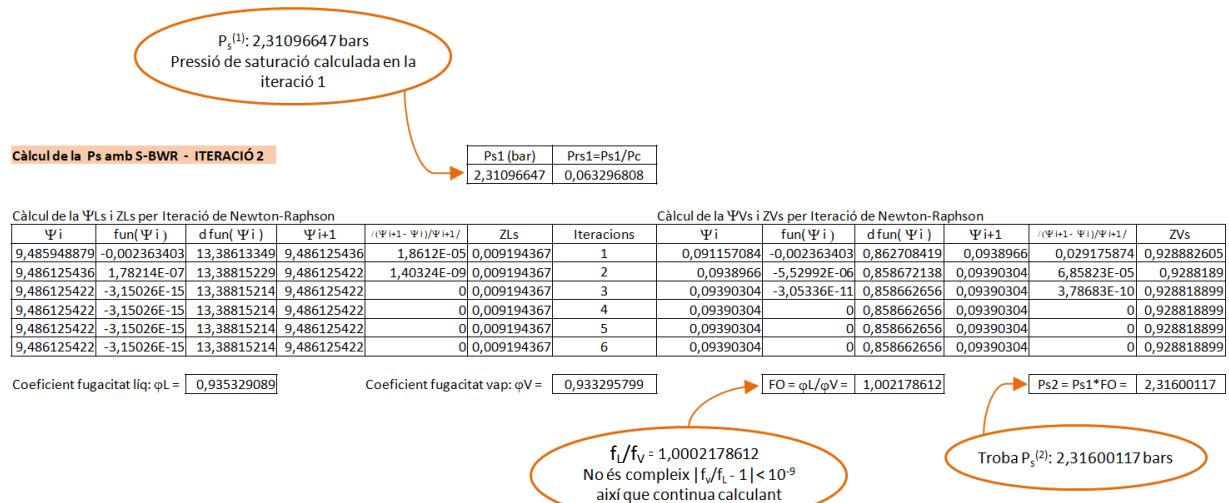 Ps(1): 2,31096647 bars
Pressió de saturació calculada en la
iteració 1
Càlcul de la Ps amb S-BWR - ITERACIÓ 2
Ps1 (bar) Prs1=Ps1/Pc
2,31096647 0,063296808
Càlcul de la ΨLs i ZLs per Iteració de Newton-Raphson Càlcul de la ΨVs i ZVs per Iteració de Newton-Raphson
Ψi fun(Ψi) d fun(Ψi) Ψi+1 /(Ψi+1- Ψi)/Ψi+1/ ZLs Iteracions Ψi fun(Ψi) d fun(Ψi) Ψi+1 /(Ψi+1- Ψi)/Ψi+1/ ZVs
9,485948879 -0,002363403 13,38613349 9,486125436 1,8612E-05 0,009194367 1 0,091157084 -0,002363403 0,862708419 0,0938966 0,029175874 0,928882605
9,486125436 1,78214E-07 13,38815229 9,486125422 1,40324E-09 0,009194367 2 0,0938966 -5,52992E-06 0,858672138 0,09390304 6,85823E-05 0,9288189
9,486125422 -3,15026E-15 13,38815214 9,486125422 0 0,009194367 3 0,09390304 -3,05336E-11 0,858662656 0,09390304 3,78683E-10 0,928818899
9,486125422 -3,15026E-15 13,38815214 9,486125422 0 0,009194367 4 0,09390304 0 0,858662656 0,09390304 0 0,928818899
9,486125422 -3,15026E-15 13,38815214 9,486125422 0 0,009194367 5 0,09390304 0 0,858662656 0,09390304 0 0,928818899
9,486125422 -3,15026E-15 13,38815214 9,486125422 0 0,009194367 6 0,09390304 0 0,858662656 0,09390304 0 0,928818899
Coeficient fugacitat líq: φL = 0,935329089 Coeficient fugacitat vap: φV = 0,933295799 FO = φL/φV = 1,002178612 Ps2 = Ps1*FO = 2,31600117
fL/fV = 1,0002178612
No és compleix |fv/fL - 1|< 10-9
així que continua calculant
Troba Ps(2): 2,31600117 bars